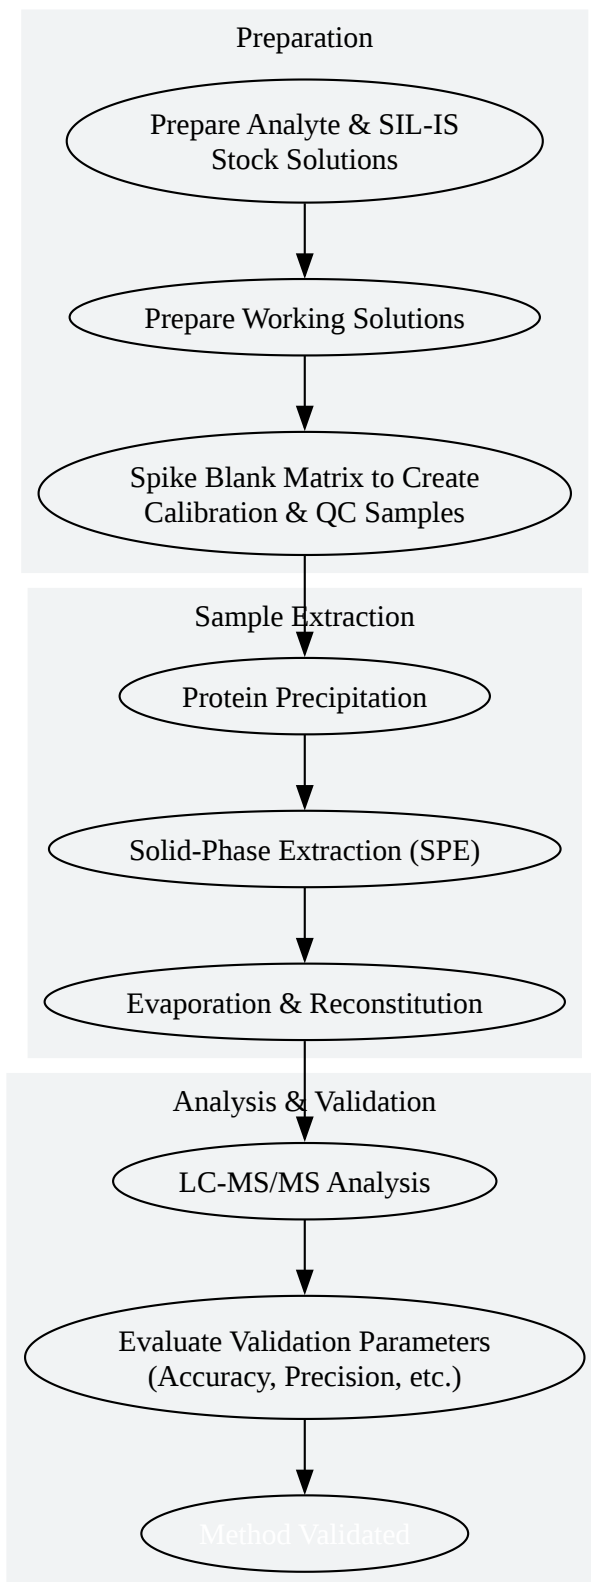 Preparation
Prepare Analyte & SIL-IS
Stock Solutions
Prepare Working Solutions
Spike Blank Matrix to Create
Calibration & QC Samples
Sample Extraction
Protein Precipitation
Solid-Phase Extraction (SPE)
Evaporation & Reconstitution
Analysis & Validation
LC-MS/MS Analysis
Evaluate Validation Parameters
(Accuracy, Precision, etc.)
Method Validated